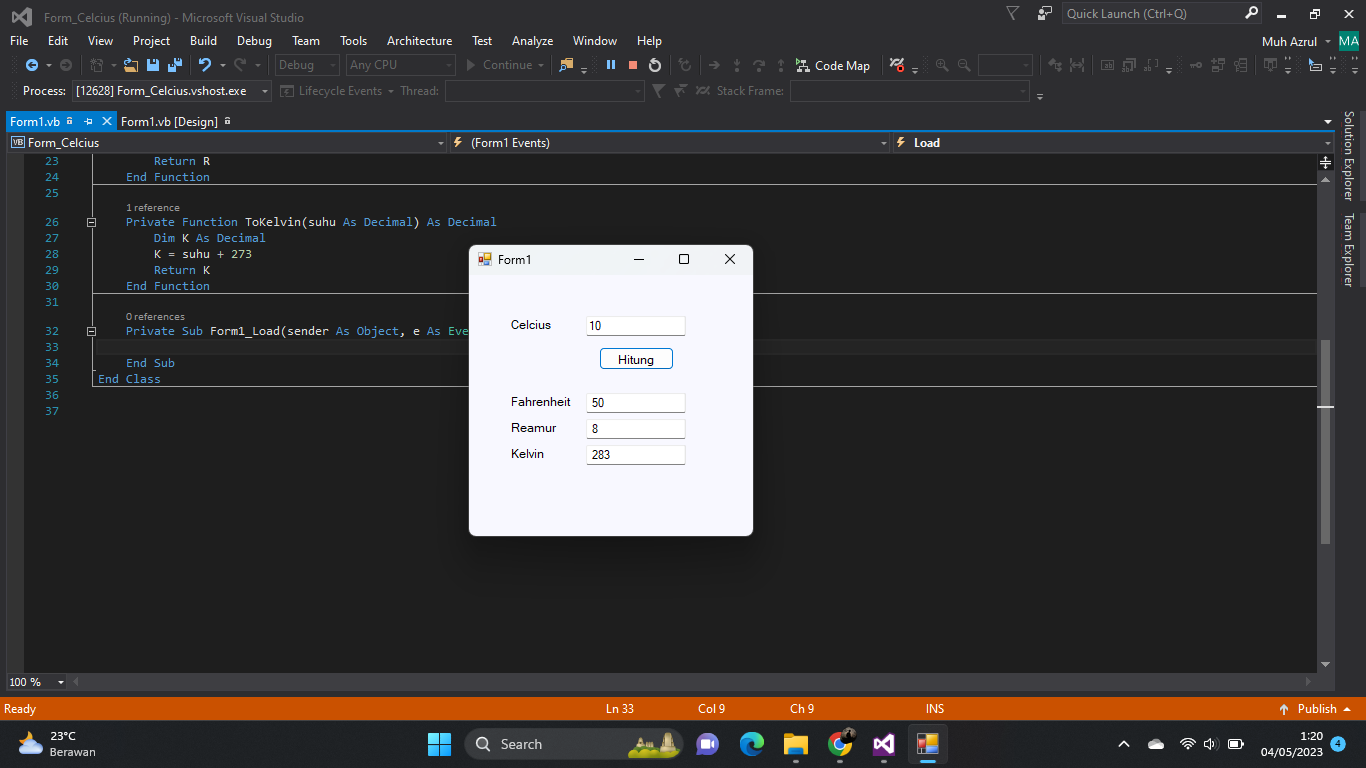 Form_Celcius (Running) - Microsoft Visual Studio
Quick Launch (Ctrl+Q)
File Edit View Project Build Debug Team Tools Architecture Test Analyze Window Help
Muh Azrul MA
Debug Any CPU Continue Code Map
Process: [12628] Form_Celcius.vshost.exe Lifecycle Events Thread: Stack Frame:
Form1.vb Form1.vb [Design]
VB Form_Celcius (Form1 Events) Load
23 Return R
24 End Function
25
1 reference
26 Private Function ToKelvin(suhu As Decimal) As Decimal
27 Dim K As Decimal
28 K = suhu + 273
29 Return K
30 End Function
31
0 references
32 Private Sub Form1_Load(sender As Object, e As Eve
33
34 End Sub
35 End Class
36
37
Form1
Celcius 10
Hitung
Fahrenheit 50
Reamur 8
Kelvin 283
Solution Explorer
Team Explorer
100 %
Ready Ln 33 Col 9 Ch 9 INS Publish
23°C
Berawan
Search
1:20
04/05/2023 4